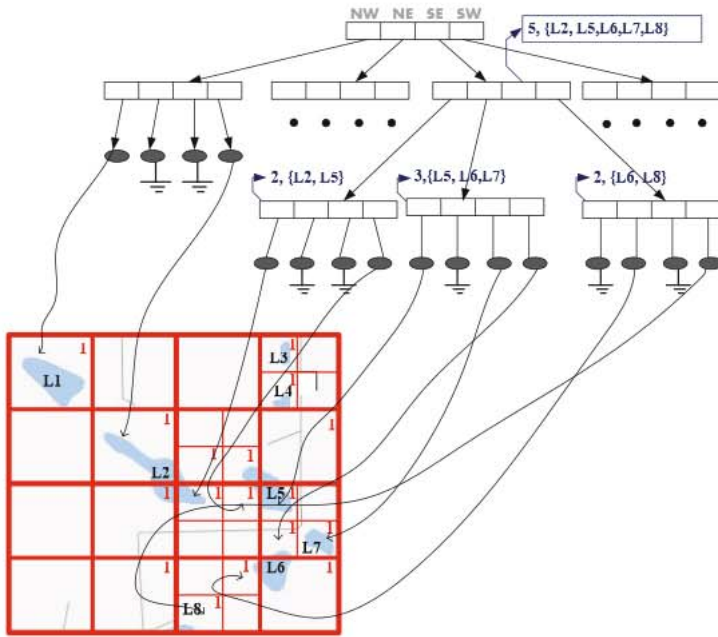 NW NE SE SW
5, {L2, L5,L6,L7,L8}
2, {L2, L5}
3,{L5, L6,L7}
2, {L6, L8}
1 1
L3
L1
1
L4
1 1
L2
1 1
1 1 1 L5 1
1 1
L7
1 1 L6 1
L8 1